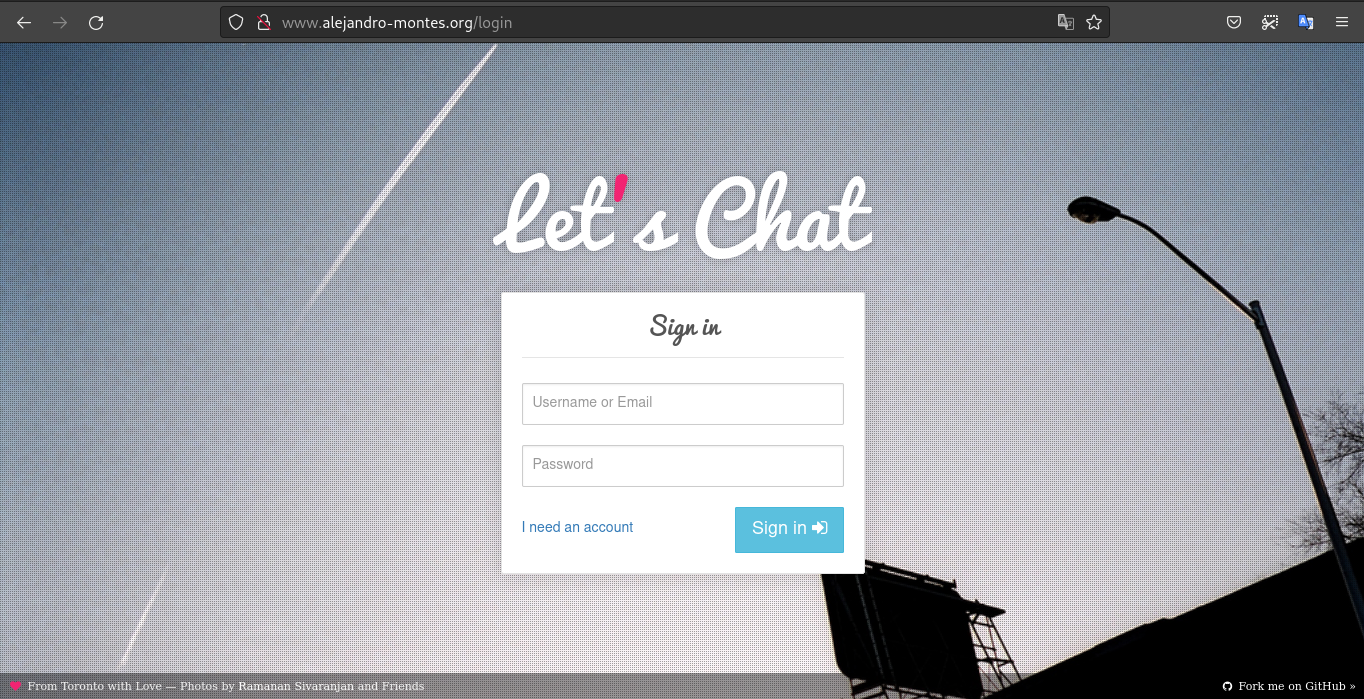 www.alejandro-montes.org/login
Let's Chat
Sign in
Username or Email
Password
I need an account
Sign in
From Toronto with Love — Photos by Ramanan Sivaranjan and Friends
Fork me on GitHub »